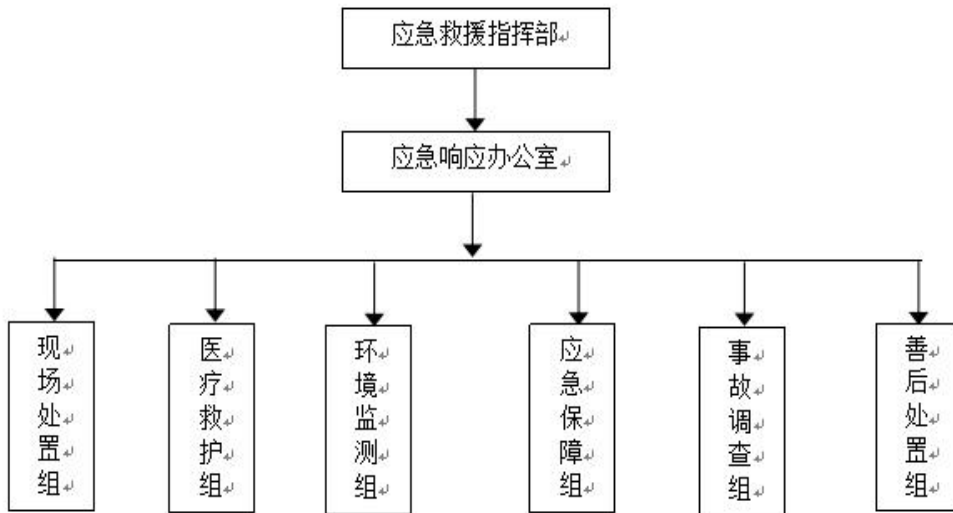 应急救援指挥部
应急响应办公室
现场处置组
医疗救护组
环境监测组
应急保障组
事故调查组
善后处置组